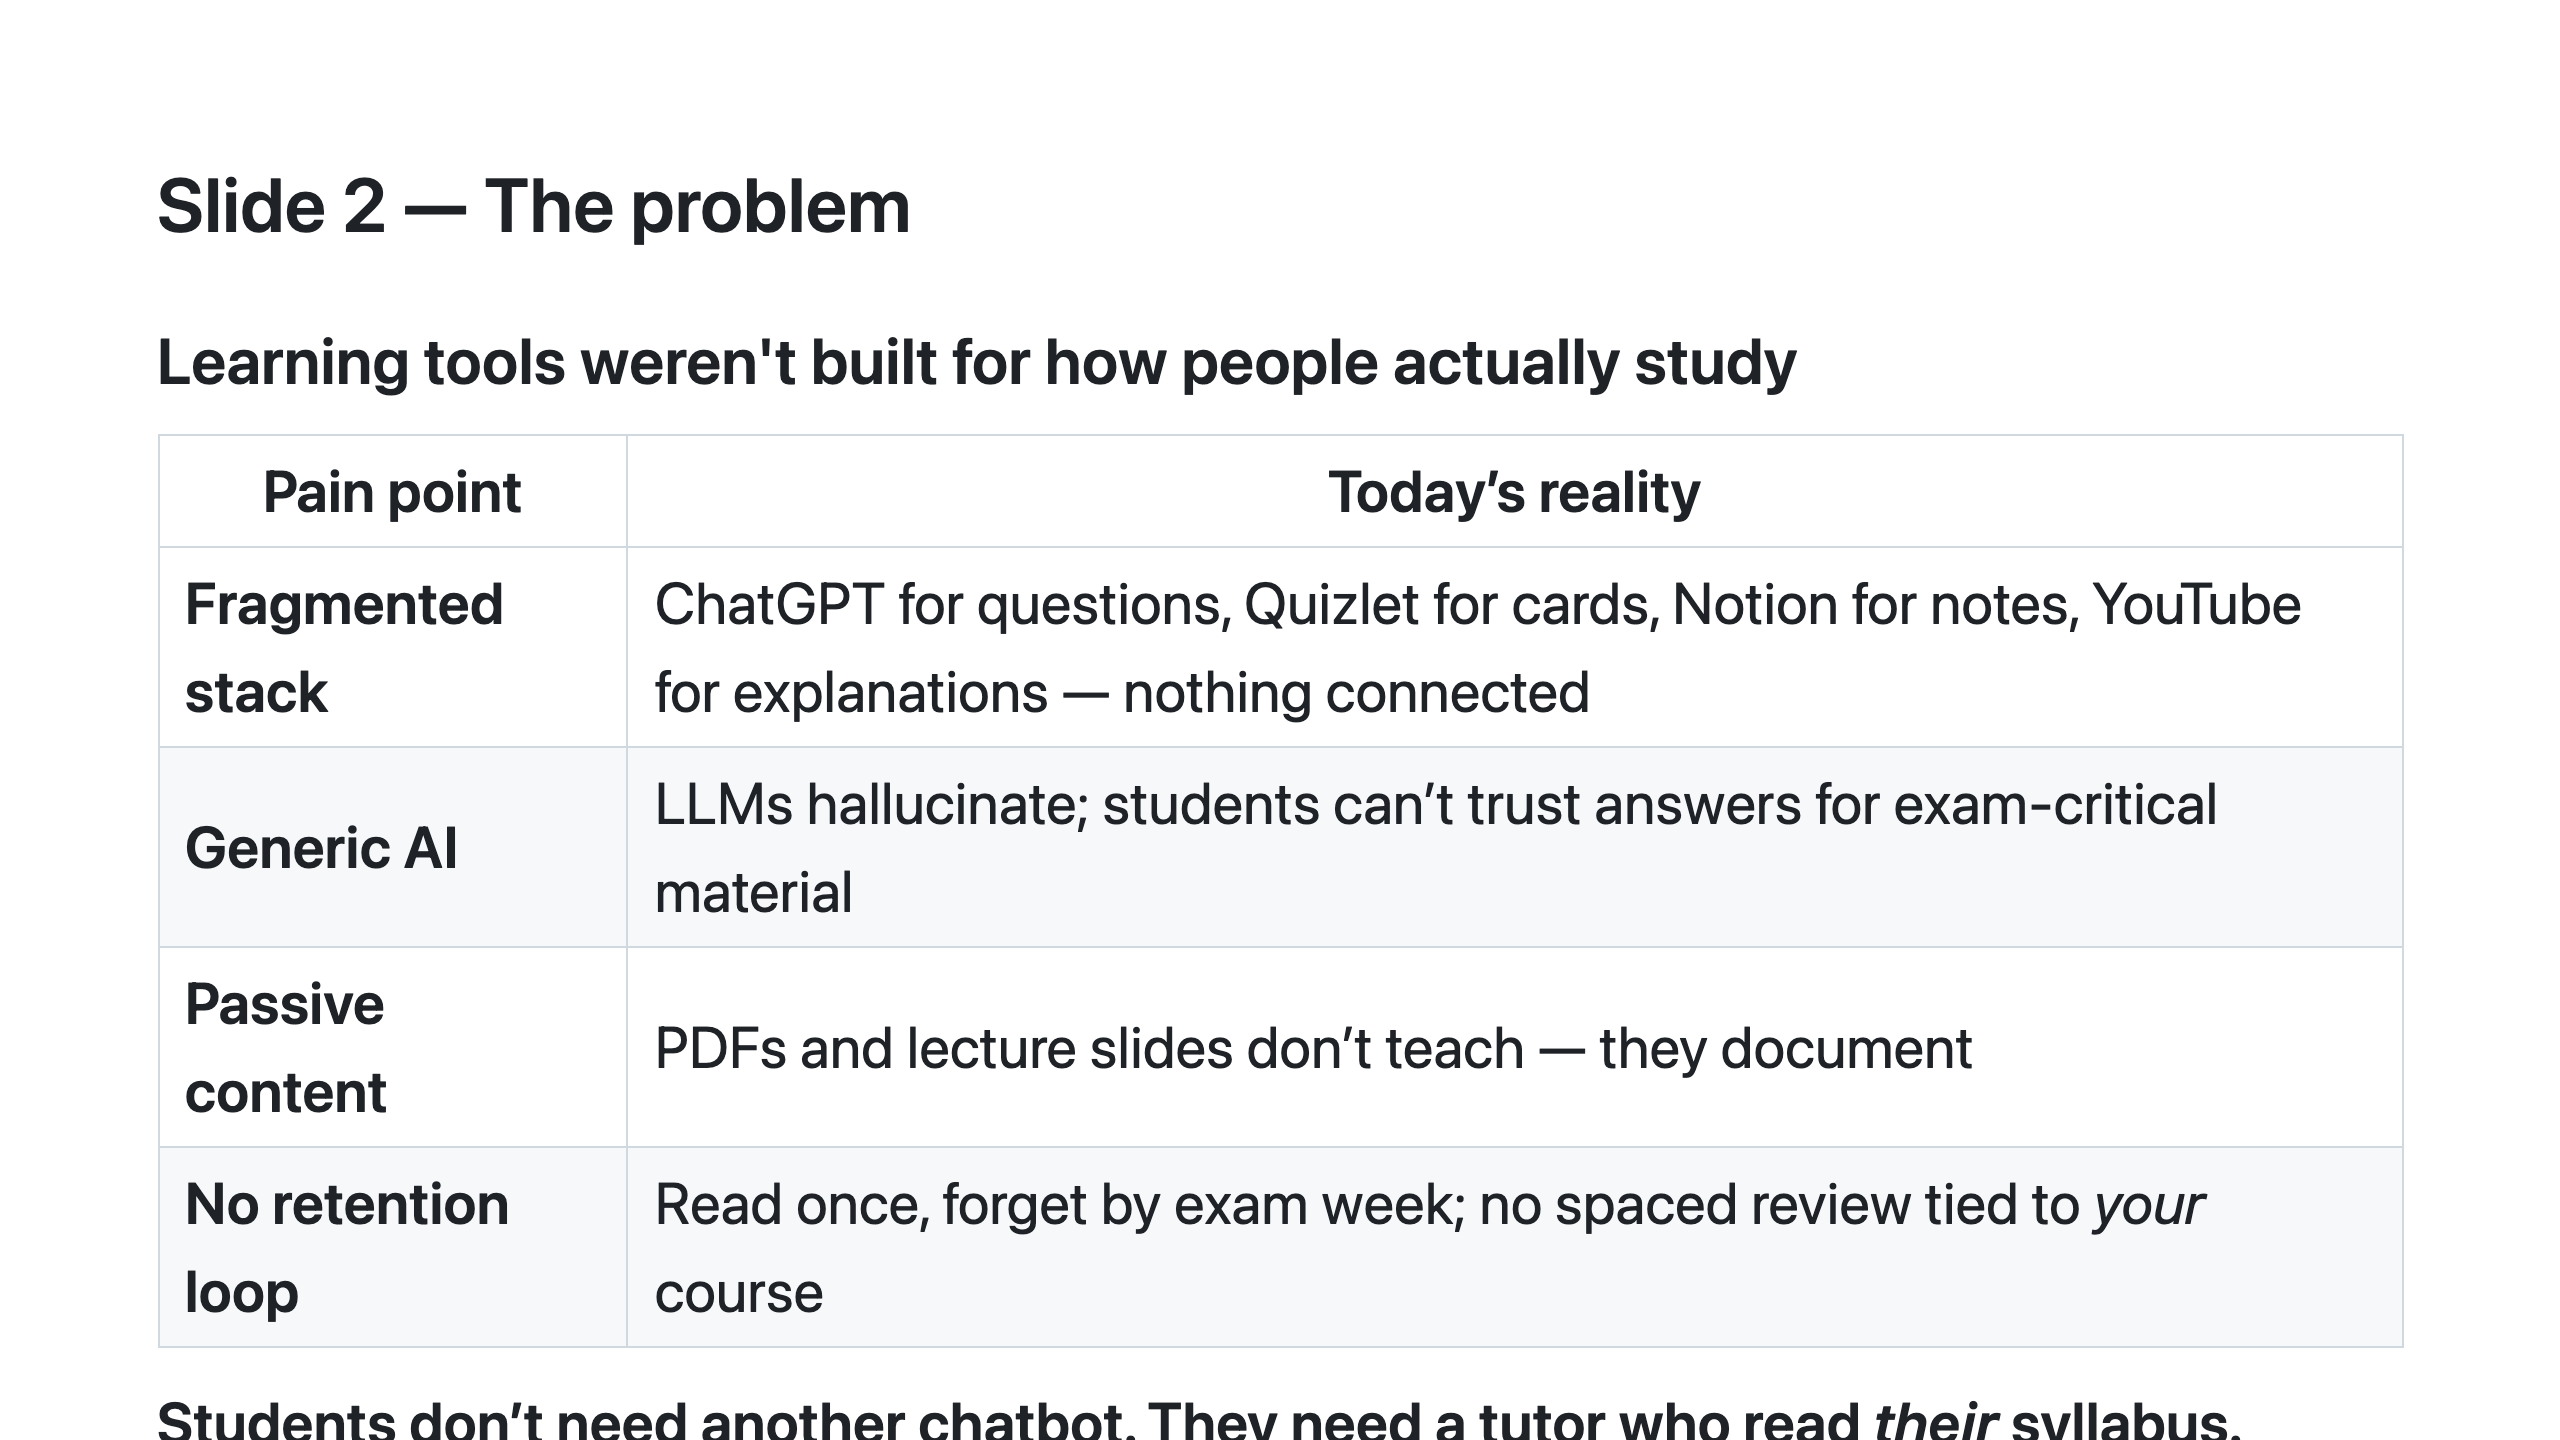 Slide 2 — The problem
Learning tools weren't built for how people actually study
Pain point
Today’s reality
Fragmented
stack
ChatGPT for questions, Quizlet for cards, Notion for notes, YouTube
for explanations — nothing connected
Generic AI
LLMs hallucinate; students can’t trust answers for exam-critical
material
Passive
content
PDFs and lecture slides don’t teach — they document
No retention
loop
Read once, forget by exam week; no spaced review tied to your
course
Students don’t need another chatbot. They need a tutor who read their syllabus.